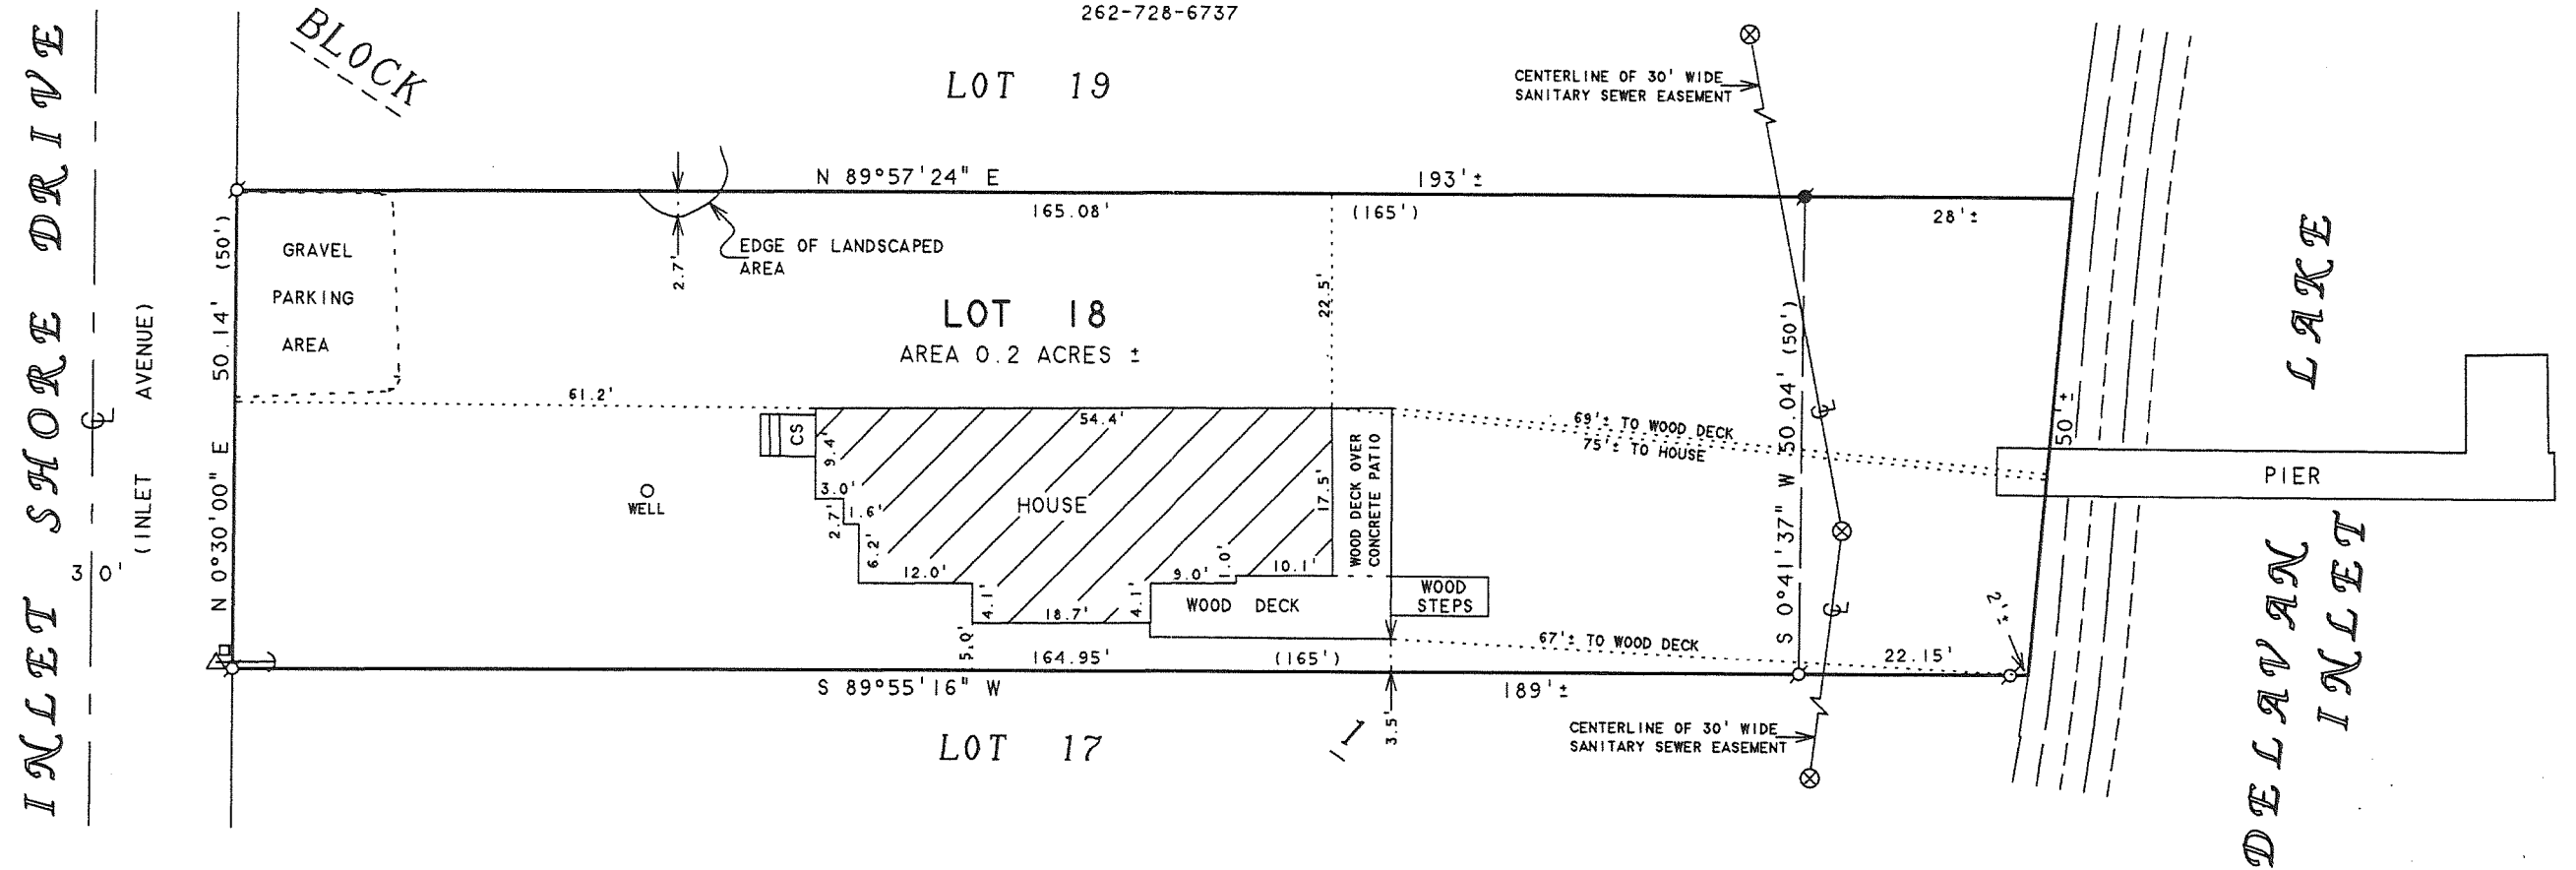 262-728-6737
BLOCK
LOT 19
CENTERLINE OF 30' WIDE
SANITARY SEWER EASEMENT
INLET SHORE DRIVE
(INLET AVENUE)
30'
N 0°30'00" E 50.14' (50')
N 89°57'24" E
193'±
165.08'
(165')
28'±
GRAVEL
PARKING
AREA
2.7'
EDGE OF LANDSCAPED
AREA
22.5'
LOT 18
AREA 0.2 ACRES ±
61.2'
CS
54.4'
9.4'
3.0'
2.7'
1.6'
6.2'
12.0'
4.1'
18.7'
4.1'
9.0'
1.0'
10.1'
17.5'
HOUSE
WELL
WOOD DECK OVER
CONCRETE PATIO
WOOD DECK
WOOD
STEPS
69'± TO WOOD DECK
75'± TO HOUSE
67'± TO WOOD DECK
S 0°41'37" W 50.04' (50')
℄
℄
℄
50'±
PIER
DELAVAN LAKE
INLET
2'±
5.0'
164.95'
(165')
22.15'
S 89°55'16" W
189'±
3.5'
LOT 17
CENTERLINE OF 30' WIDE
SANITARY SEWER EASEMENT